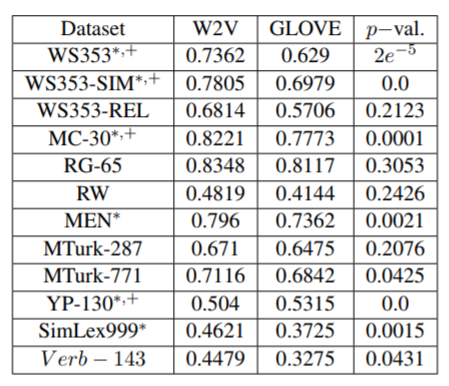 Dataset W2V GLOVE p−val.
WS353*,+ 0.7362 0.629 2e−5
WS353-SIM*,+ 0.7805 0.6979 0.0
WS353-REL 0.6814 0.5706 0.2123
MC-30*,+ 0.8221 0.7773 0.0001
RG-65 0.8348 0.8117 0.3053
RW 0.4819 0.4144 0.2426
MEN* 0.796 0.7362 0.0021
MTurk-287 0.671 0.6475 0.2076
MTurk-771 0.7116 0.6842 0.0425
YP-130*,+ 0.504 0.5315 0.0
SimLex999* 0.4621 0.3725 0.0015
Verb − 143 0.4479 0.3275 0.0431